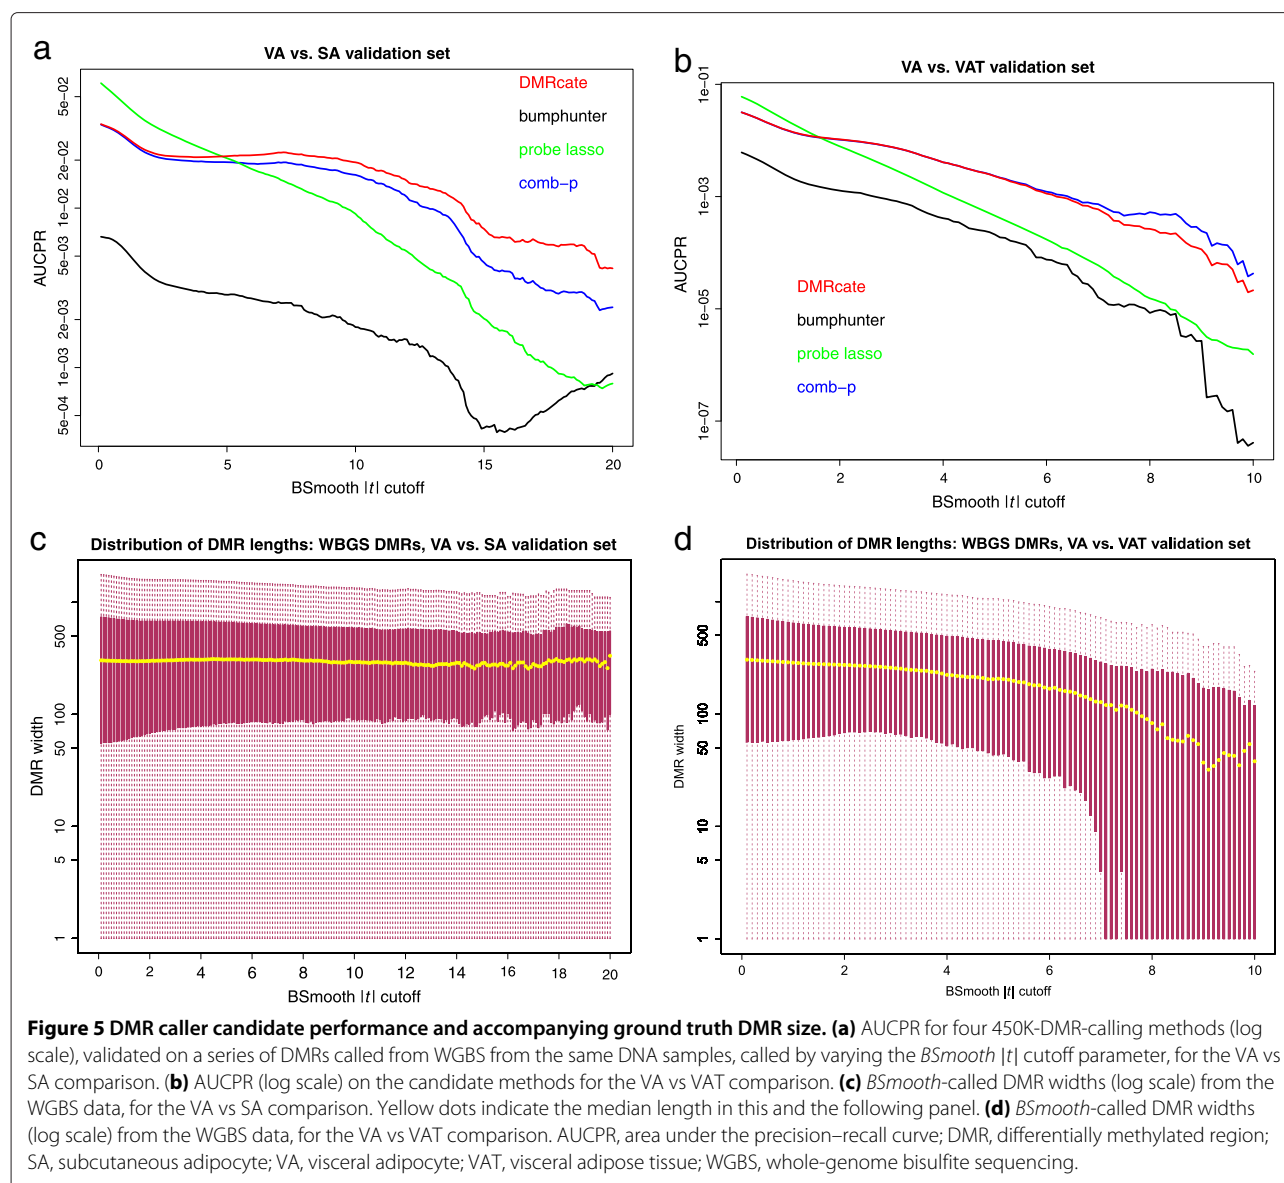 a
VA vs. SA validation set
DMRcate
bumphunter
probe lasso
comb−p
AUCPR
5e−02
2e−02
1e−02
5e−03
2e−03
1e−03
5e−04
0 5 10 15 20
BSmooth |t| cutoff
b
VA vs. VAT validation set
DMRcate
bumphunter
probe lasso
comb−p
AUCPR
1e−01
1e−03
1e−05
1e−07
0 2 4 6 8 10
BSmooth |t| cutoff
c
Distribution of DMR lengths: WBGS DMRs, VA vs. SA validation set
DMR width
500
100
50
10
5
1
0 2 4 6 8 10 12 14 16 18 20
BSmooth |t| cutoff
d
Distribution of DMR lengths: WBGS DMRs, VA vs. VAT validation set
DMR width
500
100
50
10
5
1
0 2 4 6 8 10
BSmooth |t| cutoff
Figure 5 DMR caller candidate performance and accompanying ground truth DMR size. (a) AUCPR for four 450K-DMR-calling methods (log
scale), validated on a series of DMRs called from WGBS from the same DNA samples, called by varying the BSmooth |t| cutoff parameter, for the VA vs
SA comparison. (b) AUCPR (log scale) on the candidate methods for the VA vs VAT comparison. (c) BSmooth-called DMR widths (log scale) from the
WGBS data, for the VA vs SA comparison. Yellow dots indicate the median length in this and the following panel. (d) BSmooth-called DMR widths
(log scale) from the WGBS data, for the VA vs VAT comparison. AUCPR, area under the precision–recall curve; DMR, differentially methylated region;
SA, subcutaneous adipocyte; VA, visceral adipocyte; VAT, visceral adipose tissue; WGBS, whole-genome bisulfite sequencing.